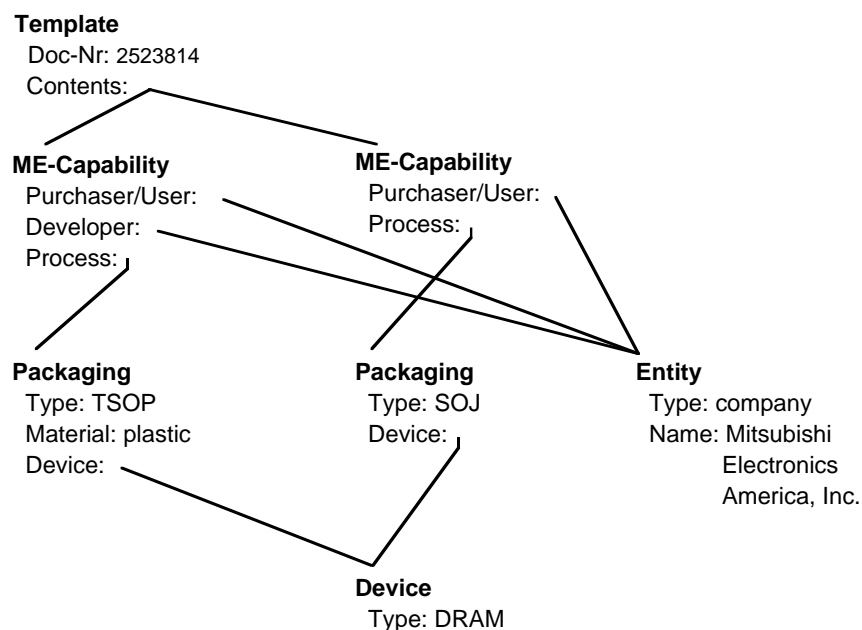 Template
Doc-Nr: 2523814
Contents:
ME-Capability
Purchaser/User:
Developer:
Process:
ME-Capability
Purchaser/User:
Process:
Packaging
Type: TSOP
Material: plastic
Device:
Packaging
Type: SOJ
Device:
Entity
Type: company
Name: Mitsubishi
Electronics
America, Inc.
Device
Type: DRAM